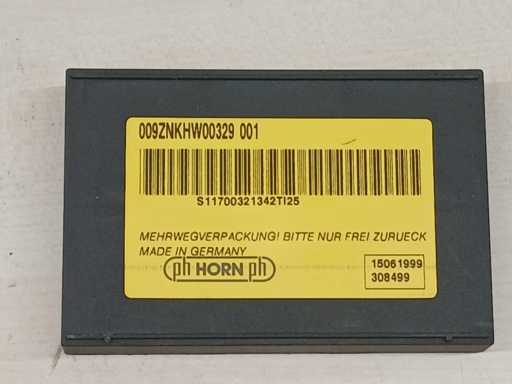 009ZNKHW00329 001
S11700321342TI25
MEHRWEGVERPACKUNG! BITTE NUR FREI ZURUECK
MADE IN GERMANY
ph HORN ph
15061999
308499